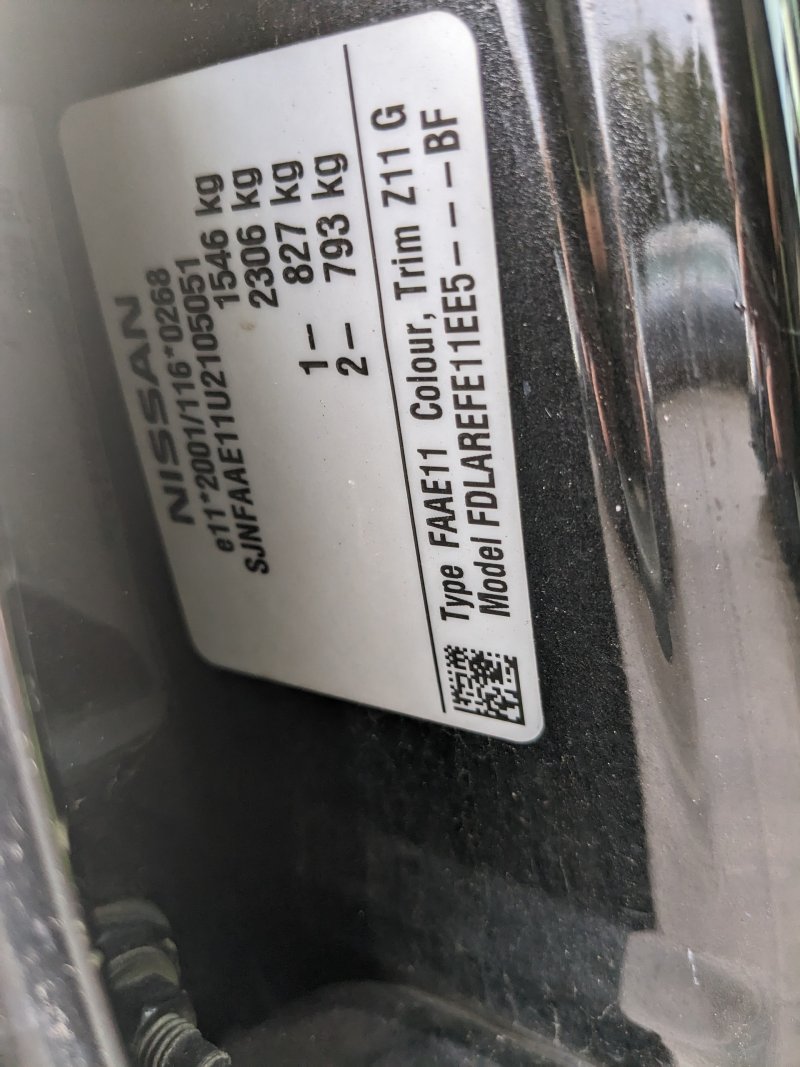 NISSAN
e11*2001/116*0268
SJNFAAE11U2105051
1546 kg
2306 kg
1– 827 kg
2– 793 kg
Type FAAE11 Colour, Trim Z11 G
Model FDLAREFE11EE5– – –BF